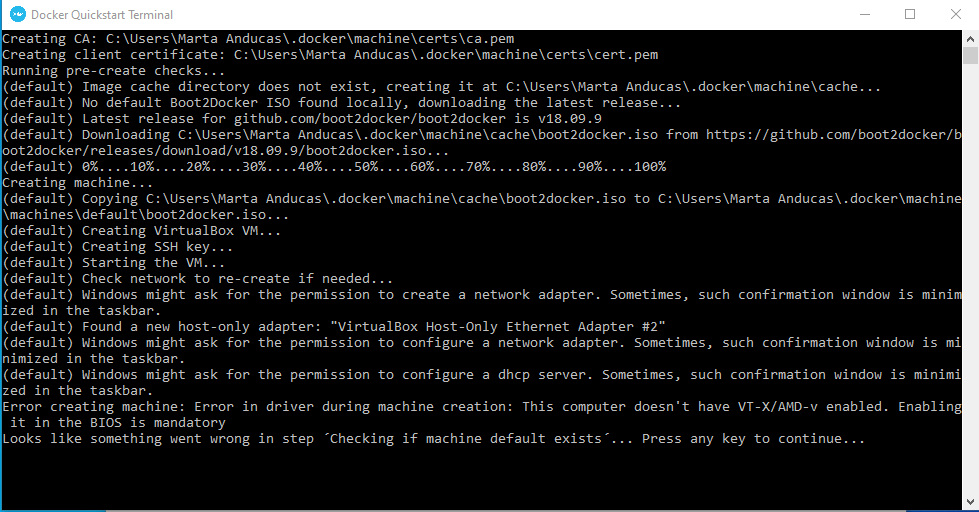 Docker Quickstart Terminal
Creating CA: C:\Users\Marta Anducas\.docker\machine\certs\ca.pem
Creating client certificate: C:\Users\Marta Anducas\.docker\machine\certs\cert.pem
Running pre-create checks...
(default) Image cache directory does not exist, creating it at C:\Users\Marta Anducas\.docker\machine\cache...
(default) No default Boot2Docker ISO found locally, downloading the latest release...
(default) Latest release for github.com/boot2docker/boot2docker is v18.09.9
(default) Downloading C:\Users\Marta Anducas\.docker\machine\cache\boot2docker.iso from https://github.com/boot2docker/b
oot2docker/releases/download/v18.09.9/boot2docker.iso...
(default) 0%....10%....20%....30%....40%....50%....60%....70%....80%....90%....100%
Creating machine...
(default) Copying C:\Users\Marta Anducas\.docker\machine\cache\boot2docker.iso to C:\Users\Marta Anducas\.docker\machine
\machines\default\boot2docker.iso...
(default) Creating VirtualBox VM...
(default) Creating SSH key...
(default) Starting the VM...
(default) Check network to re-create if needed...
(default) Windows might ask for the permission to create a network adapter. Sometimes, such confirmation window is minim
ized in the taskbar.
(default) Found a new host-only adapter: "VirtualBox Host-Only Ethernet Adapter #2"
(default) Windows might ask for the permission to configure a network adapter. Sometimes, such confirmation window is mi
nimized in the taskbar.
(default) Windows might ask for the permission to configure a dhcp server. Sometimes, such confirmation window is minimi
zed in the taskbar.
Error creating machine: Error in driver during machine creation: This computer doesn't have VT-X/AMD-v enabled. Enabling
 it in the BIOS is mandatory
Looks like something went wrong in step ´Checking if machine default exists´... Press any key to continue...